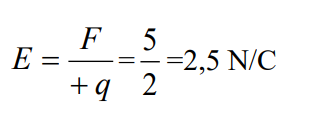 E = F / +q = 5 / 2 =2,5 N/C